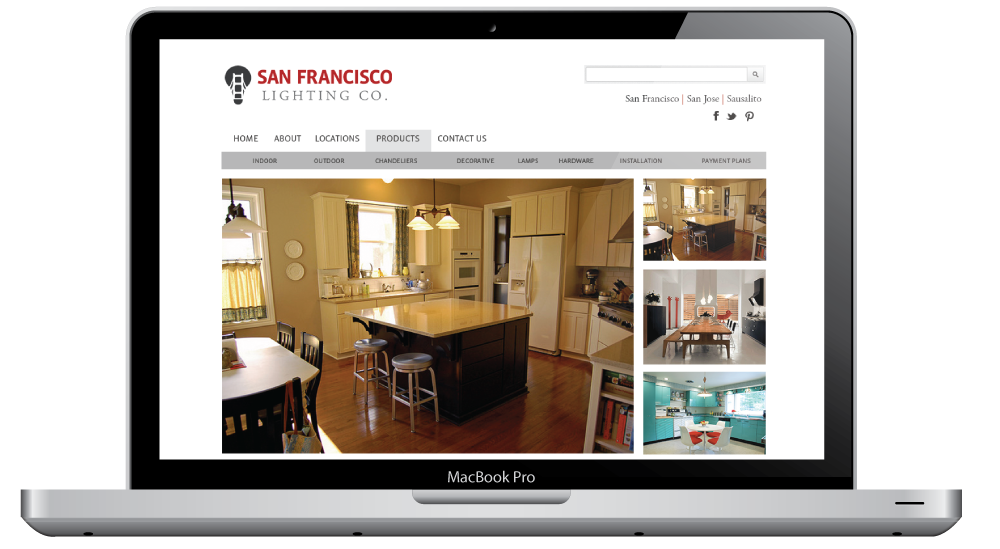 SAN FRANCISCO
LIGHTING CO.
San Francisco | San Jose | Sausalito
HOME ABOUT LOCATIONS PRODUCTS CONTACT US
INDOOR OUTDOOR CHANDELIERS DECORATIVE LAMPS HARDWARE INSTALLATION PAYMENT PLANS
MacBook Pro